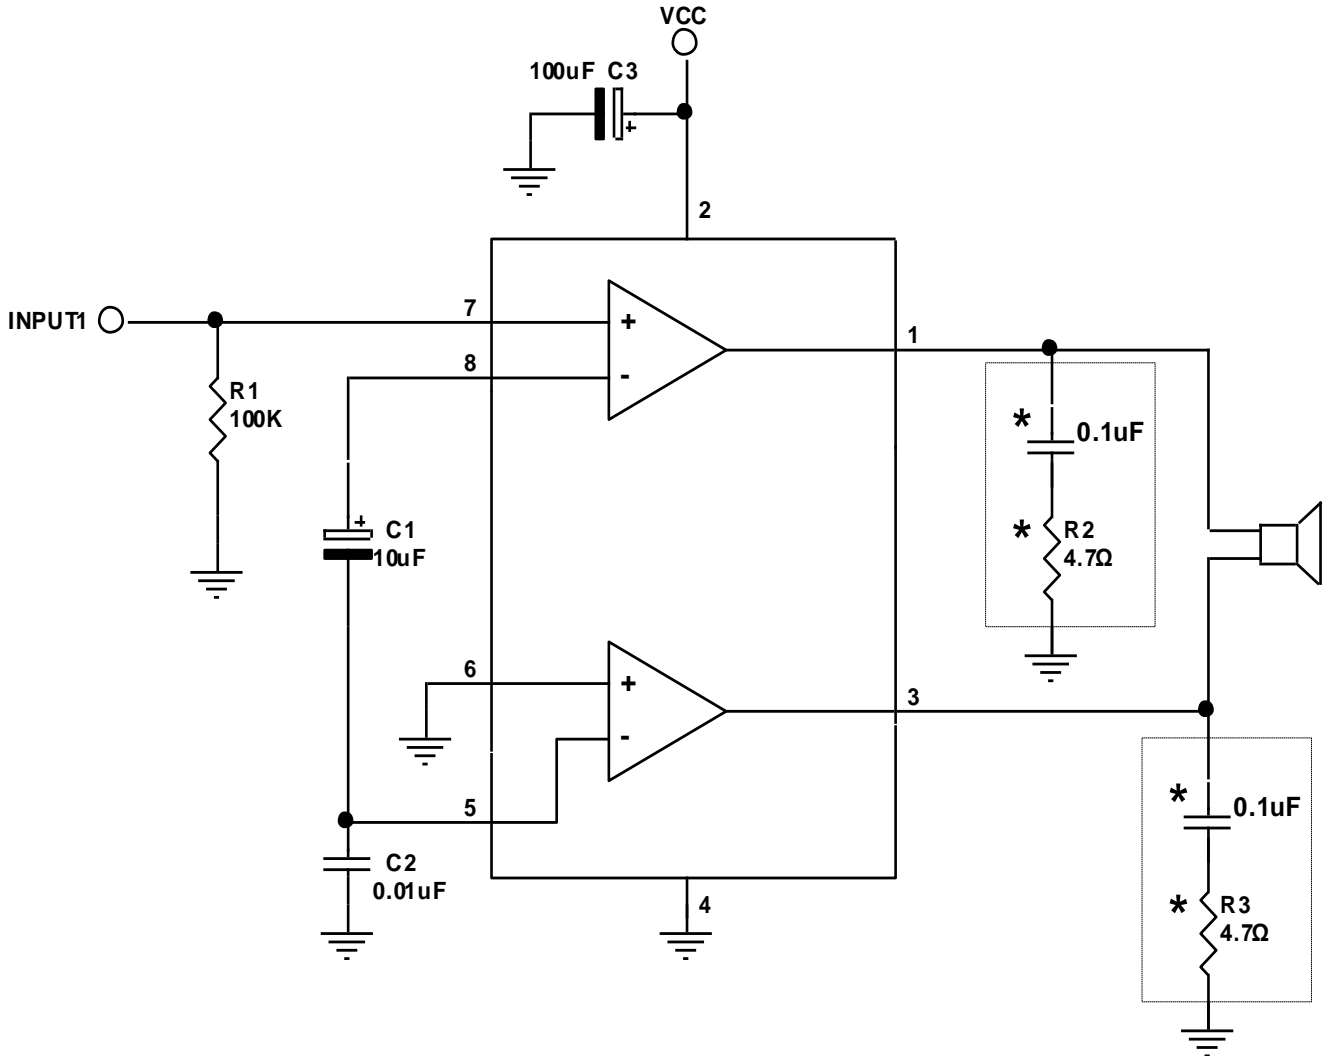 VCC
100uF C3
+
2
INPUT1
7
+
1
8
-
R1
100K
*
0.1uF
+
C1
10uF
*
R2
4.7Ω
6
+
3
-
5
*
0.1uF
C2
0.01uF
4
*
R3
4.7Ω